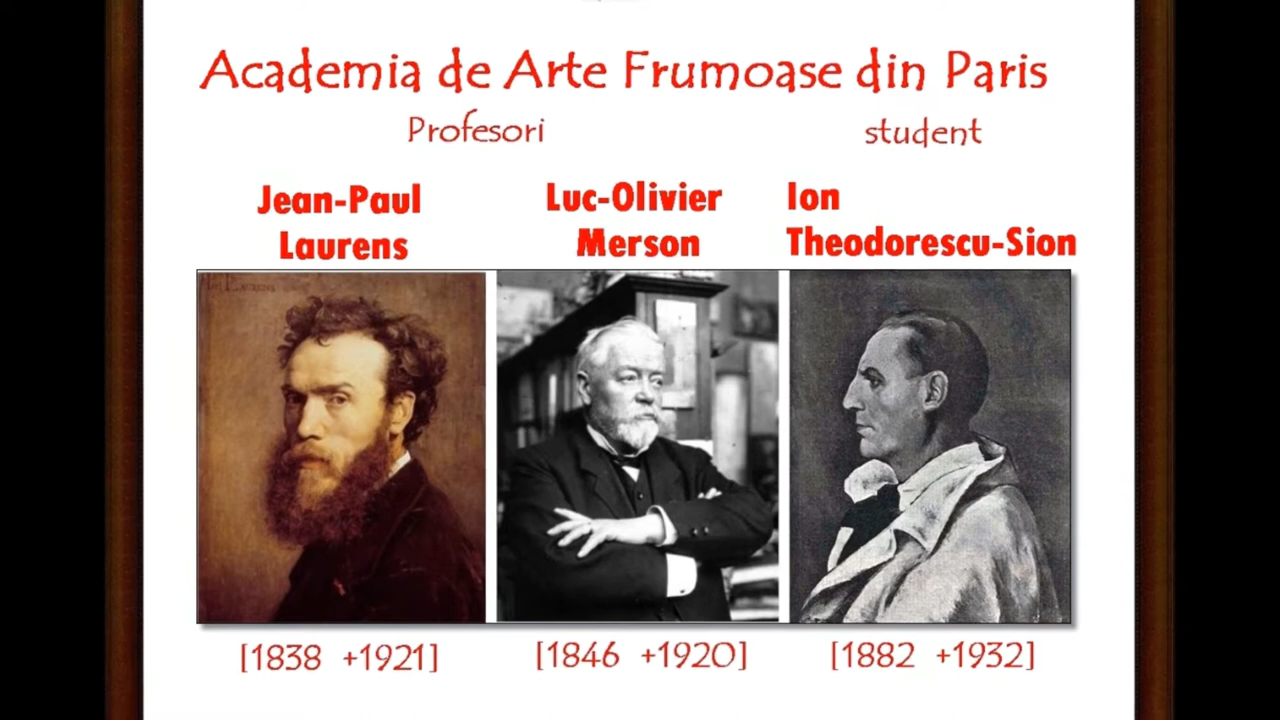 Academia de Arte Frumoase din Paris
Profesori
student
Jean-Paul
Laurens
Luc-Olivier
Merson
Ion
Theodorescu-Sion
[1838 +1921]
[1846 +1920]
[1882 +1932]